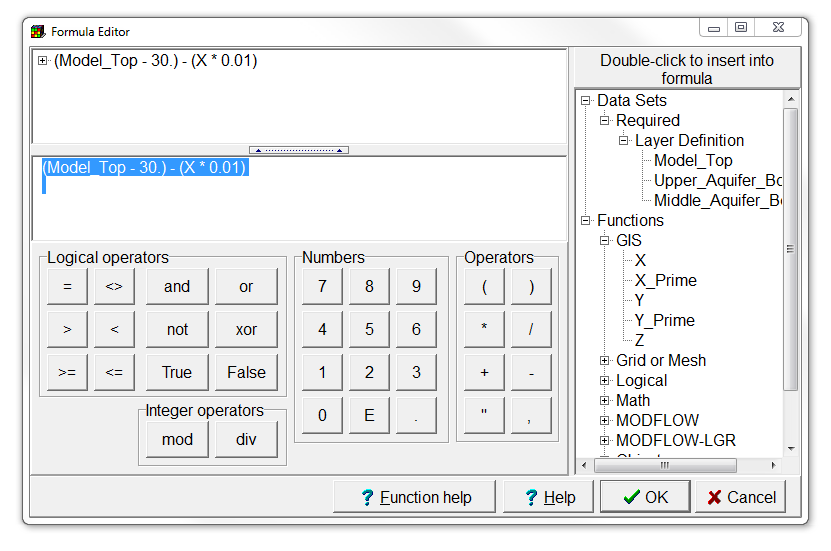 Formula Editor
(Model_Top - 30.) - (X * 0.01)
(Model_Top - 30.) - (X * 0.01)
Logical operators
= <> and or
> < not xor
>= <= True False
Integer operators
mod div
Numbers
7 8 9
4 5 6
1 2 3
0 E .
Operators
( )
* /
+ -
" ,
Double-click to insert into
formula
Data Sets
Required
Layer Definition
Model_Top
Upper_Aquifer_Bo
Middle_Aquifer_B
Functions
GIS
X
X_Prime
Y
Y_Prime
Z
Grid or Mesh
Logical
Math
MODFLOW
MODFLOW-LGR
? Function help ? Help OK Cancel